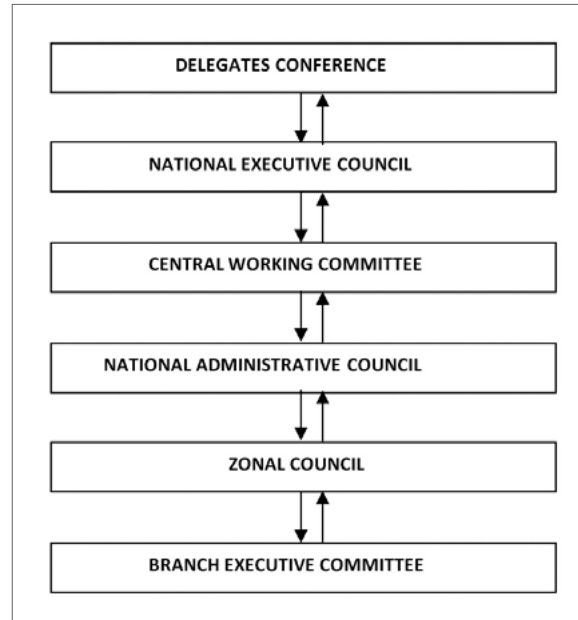 DELEGATES CONFERENCE
NATIONAL EXECUTIVE COUNCIL
CENTRAL WORKING COMMITTEE
NATIONAL ADMINISTRATIVE COUNCIL
ZONAL COUNCIL
BRANCH EXECUTIVE COMMITTEE